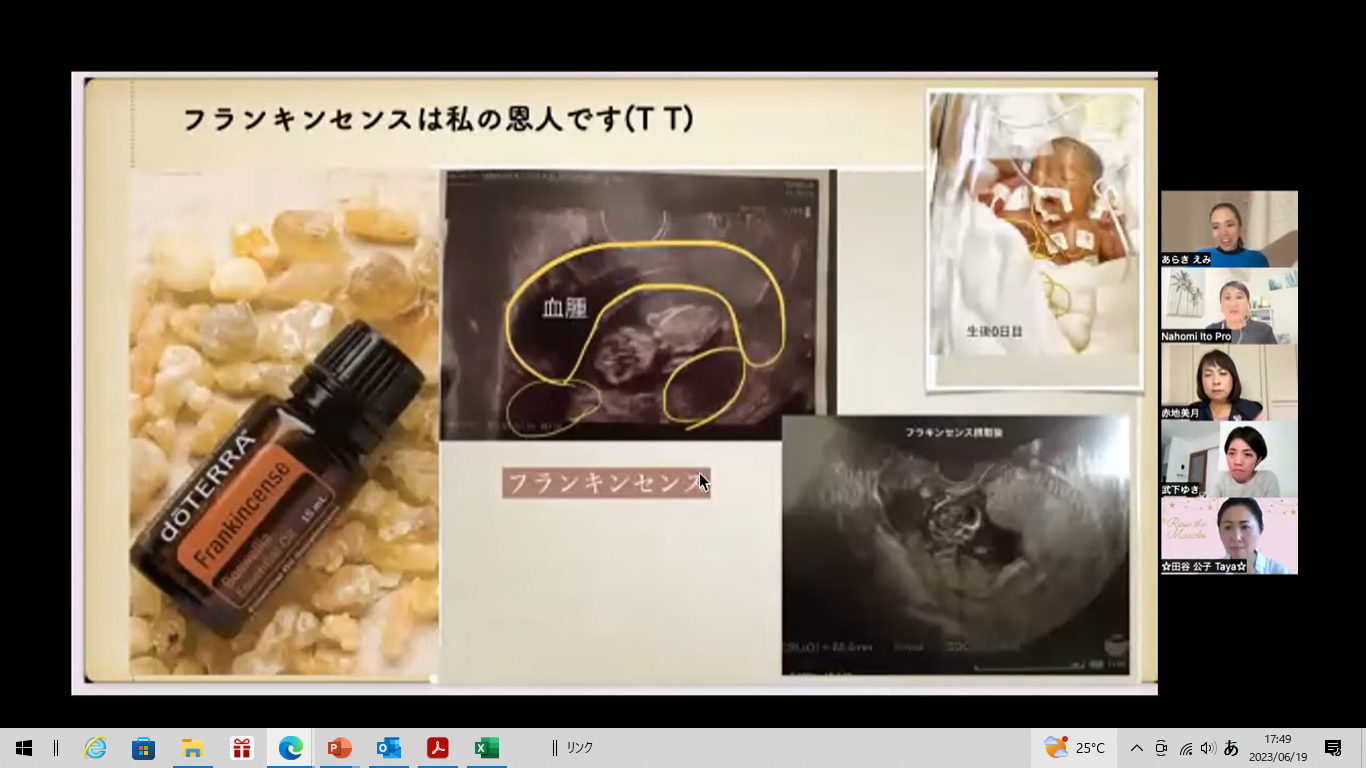 フランキンセンスは私の恩人です(T T)
血腫
生後0日目
フランキンセンス
フラキンセンス摂取後
dōTERRA
Frankincense
15 mL
あらき えみ
Nahomi Ito Pro
赤地美月
武下ゆき
Rose the
Miracles
☆田谷 公子 Taya☆
リンク
25°C
あ
17:49
2023/06/19